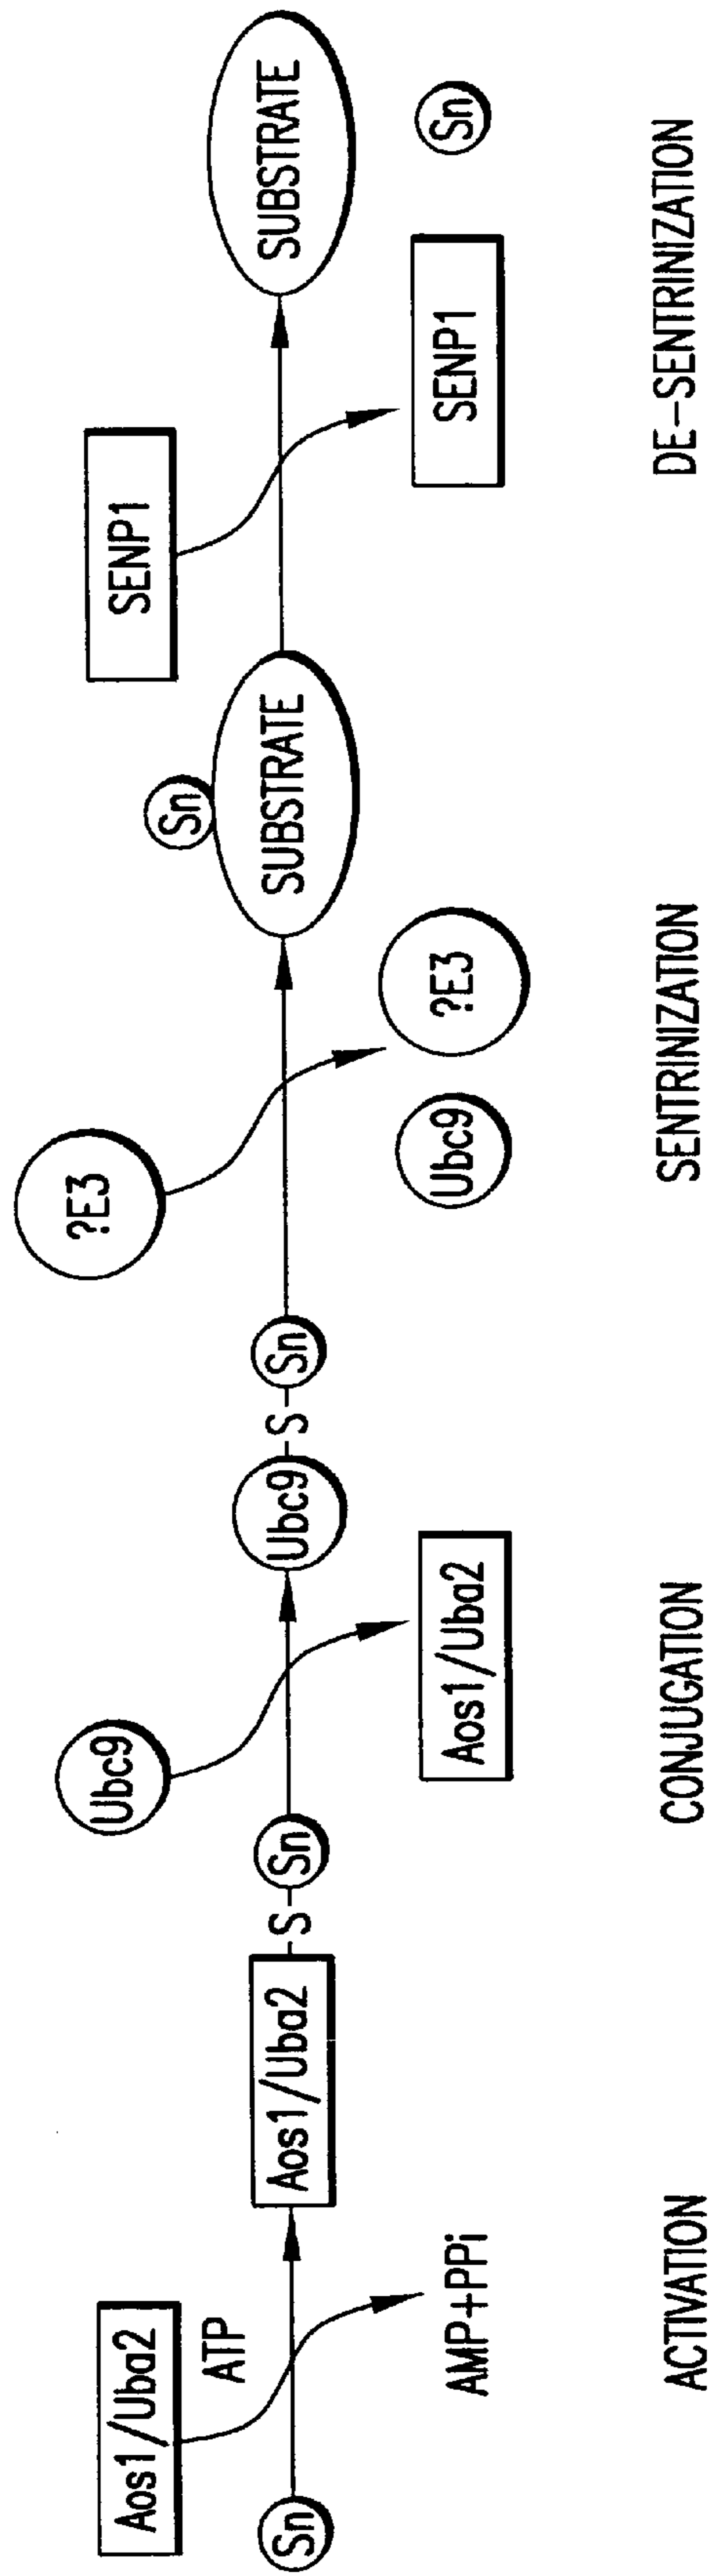 Sn
Aos1/Uba2
ATP
AMP+PPi
Aos1/Uba2
S
Sn
Ubc9
Aos1/Uba2
Ubc9
S
Sn
?E3
Ubc9
?E3
Sn
SUBSTRATE
SENP1
SENP1
Sn
SUBSTRATE
ACTIVATION
CONJUGATION
SENTRINIZATION
DE-SENTRINIZATION